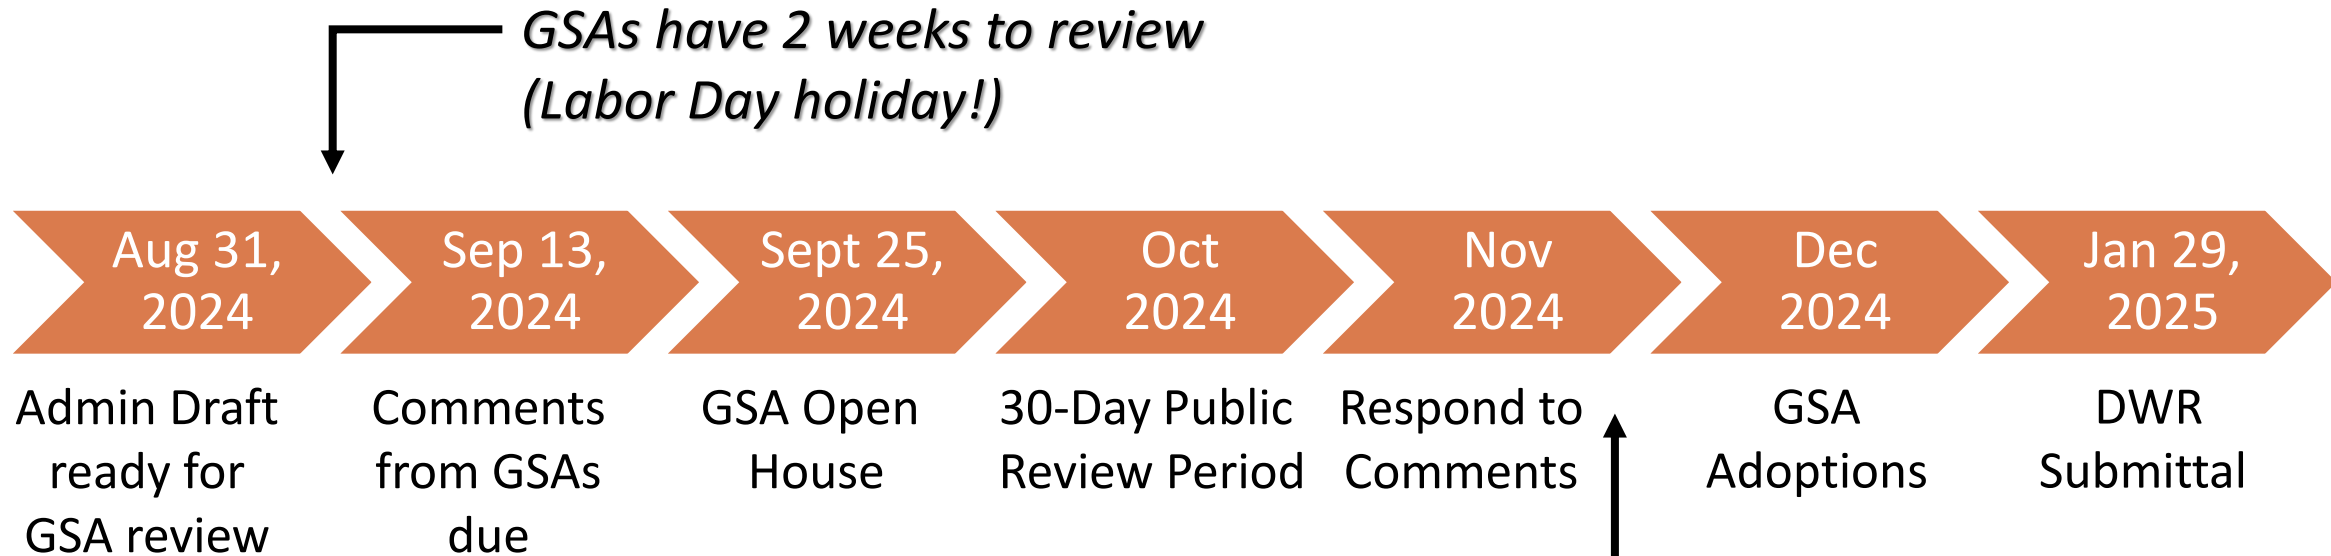 GSAs have 2 weeks to review
(Labor Day holiday!)
Aug 31,
2024
Sep 13,
2024
Sept 25,
2024
Oct
2024
Nov
2024
Dec
2024
Jan 29,
2025
Admin Draft
ready for
GSA review
Comments
from GSAs
due
GSA Open
House
30-Day Public
Review Period
Respond to
Comments
GSA
Adoptions
DWR
Submittal